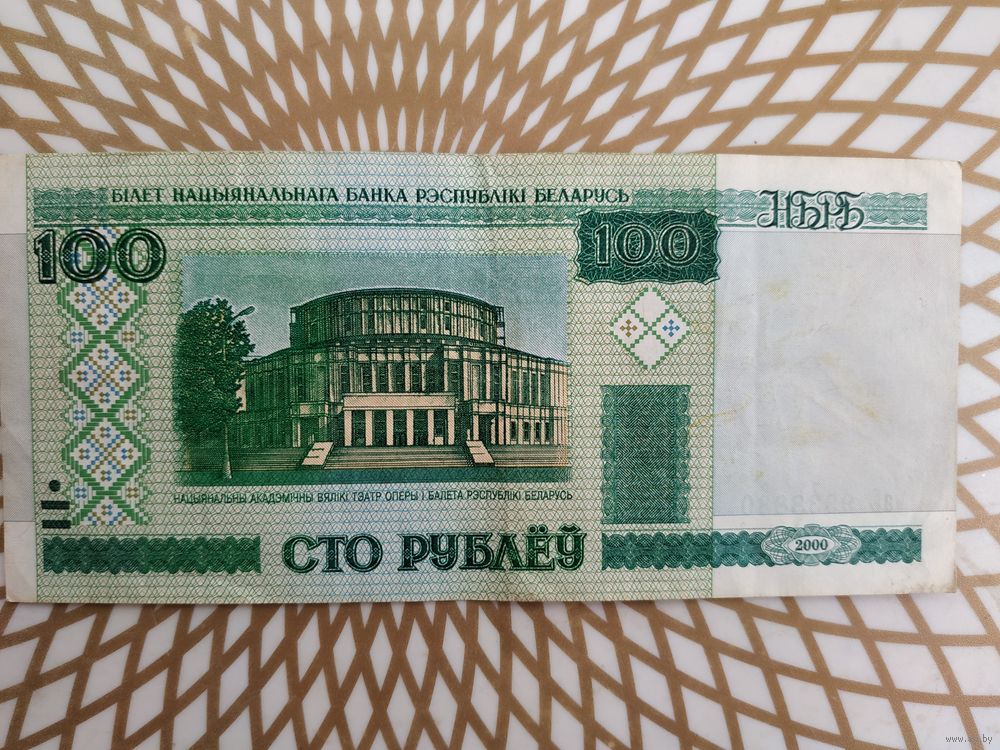 БІЛЕТ НАЦЫЯНАЛЬНАГА БАНКА РЭСПУБЛІКІ БЕЛАРУСЬ
НБРБ
100
100
НАЦЫЯНАЛЬНЫ АКАДЭМІЧНЫ ВЯЛІКІ ТЭАТР ОПЕРЫ І БАЛЕТА РЭСПУБЛІКІ БЕЛАРУСЬ
СТО РУБЛЁЎ
2000